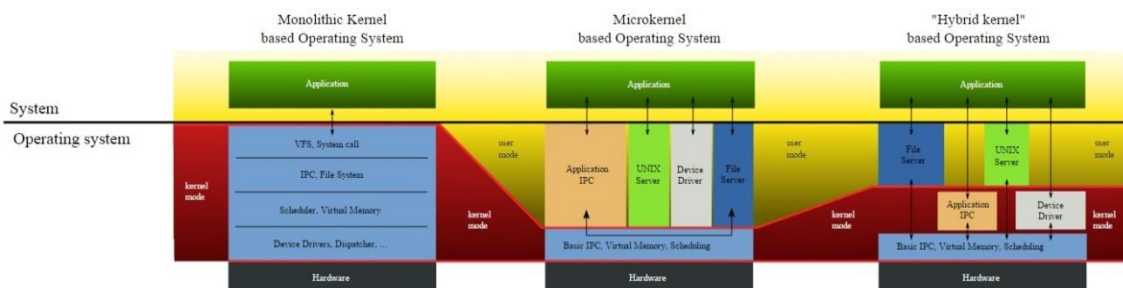 Monolithic Kernel
based Operating System
Microkernel
based Operating System
"Hybrid kernel"
based Operating System
Application
Application
Application
System
Operating system
kernel
mode
VFS, System call
IPC, File System
Scheduler, Virtual Memory
Device Drivers, Dispatcher, ...
Hardware
kernel
mode
user
mode
Application
IPC
UNIX
Server
Device
Driver
File
Server
Basic IPC, Virtual Memory, Scheduling
Hardware
user
mode
kernel
mode
File
Server
UNIX
Server
Application
IPC
Device
Driver
Basic IPC, Virtual Memory, Scheduling
Hardware
user
mode
kernel
mode